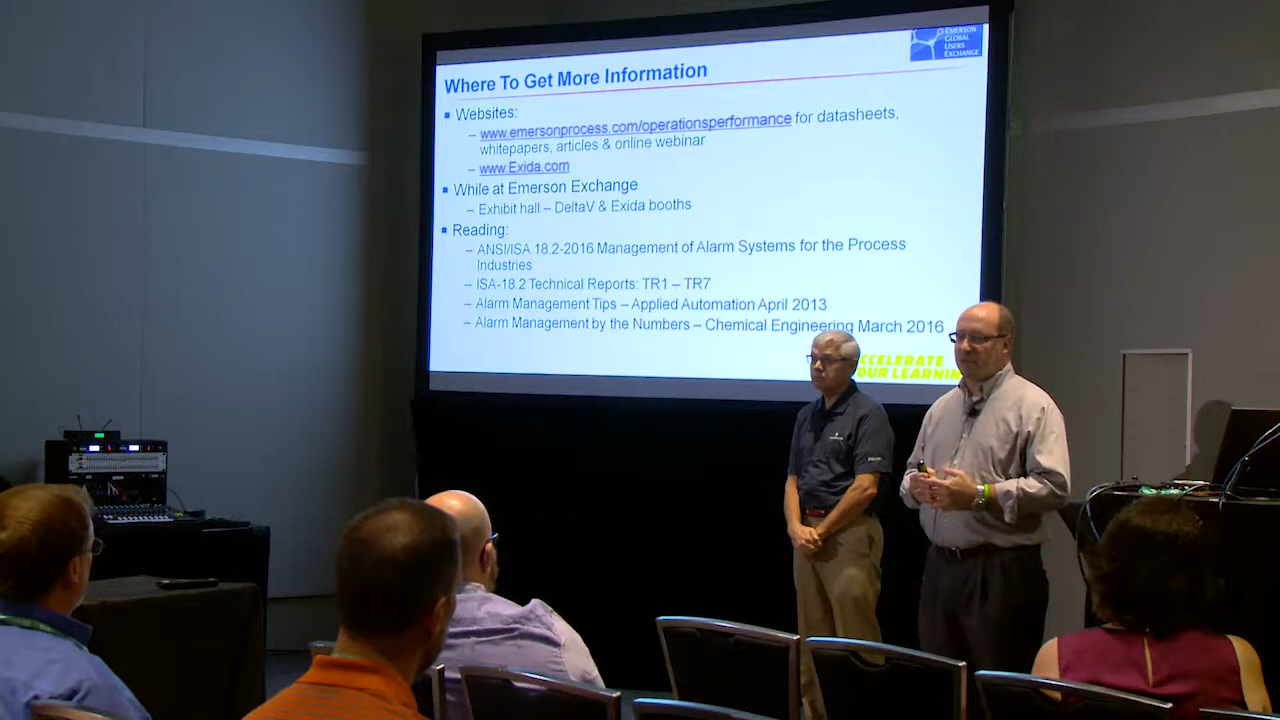 EMERSON
GLOBAL
USERS
EXCHANGE
Where To Get More Information
Websites:
– www.emersonprocess.com/operationsperformance for datasheets,
whitepapers, articles & online webinar
– www.Exida.com
While at Emerson Exchange
– Exhibit hall – DeltaV & Exida booths
Reading:
– ANSI/ISA 18.2-2016 Management of Alarm Systems for the Process
Industries
– ISA-18.2 Technical Reports: TR1 – TR7
– Alarm Management Tips – Applied Automation April 2013
– Alarm Management by the Numbers – Chemical Engineering March 2016
CCELERATE
OUR LEARNIN